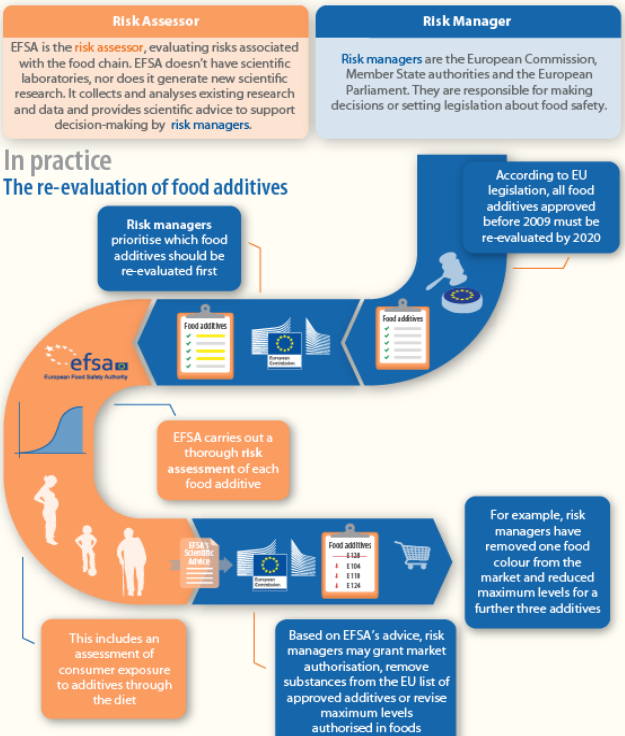 Risk Assessor
EFSA is the risk assessor, evaluating risks associated
with the food chain. EFSA doesn't have scientific
laboratories, nor does it generate new scientific
research. It collects and analyses existing research
and data and provides scientific advice to support
decision-making by risk managers.
Risk Manager
Risk managers are the European Commission,
Member State authorities and the European
Parliament. They are responsible for making
decisions or setting legislation about food safety.
In practice
The re-evaluation of food additives
According to EU
legislation, all food
additives approved
before 2009 must be
re-evaluated by 2020
Risk managers
prioritise which food
additives should be
re-evaluated first
Food additives
European
Commission
Food additives
efsa
European Food Safety Authority
EFSA carries out a
thorough risk
assessment of each
food additive
EFSA's
Scientific
Advice
European
Commission
Food additives
E 128
E 104
E 110
E 124
For example, risk
managers have
removed one food
colour from the
market and reduced
maximum levels for a
further three additives
This includes an
assessment of
consumer exposure
to additives through
the diet
Based on EFSA's advice, risk
managers may grant market
authorisation, remove
substances from the EU list of
approved additives or revise
maximum levels
authorised in foods